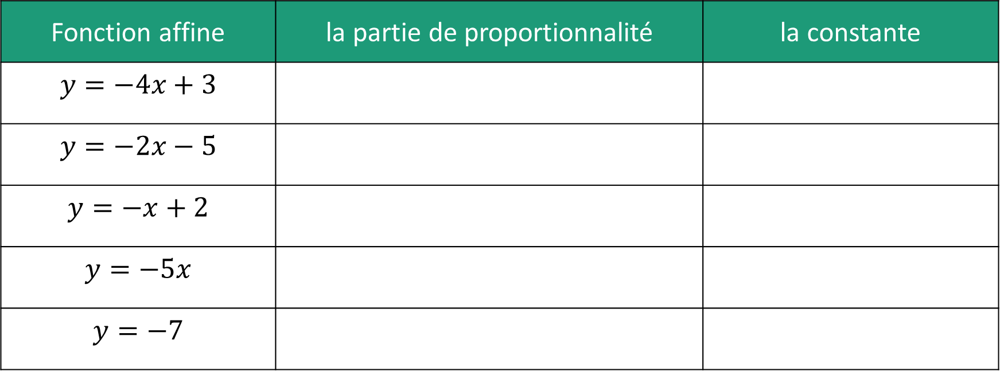 Fonction affine la partie de proportionnalité la constante
y = −4x + 3
y = −2x − 5
y = −x + 2
y = −5x
y = −7